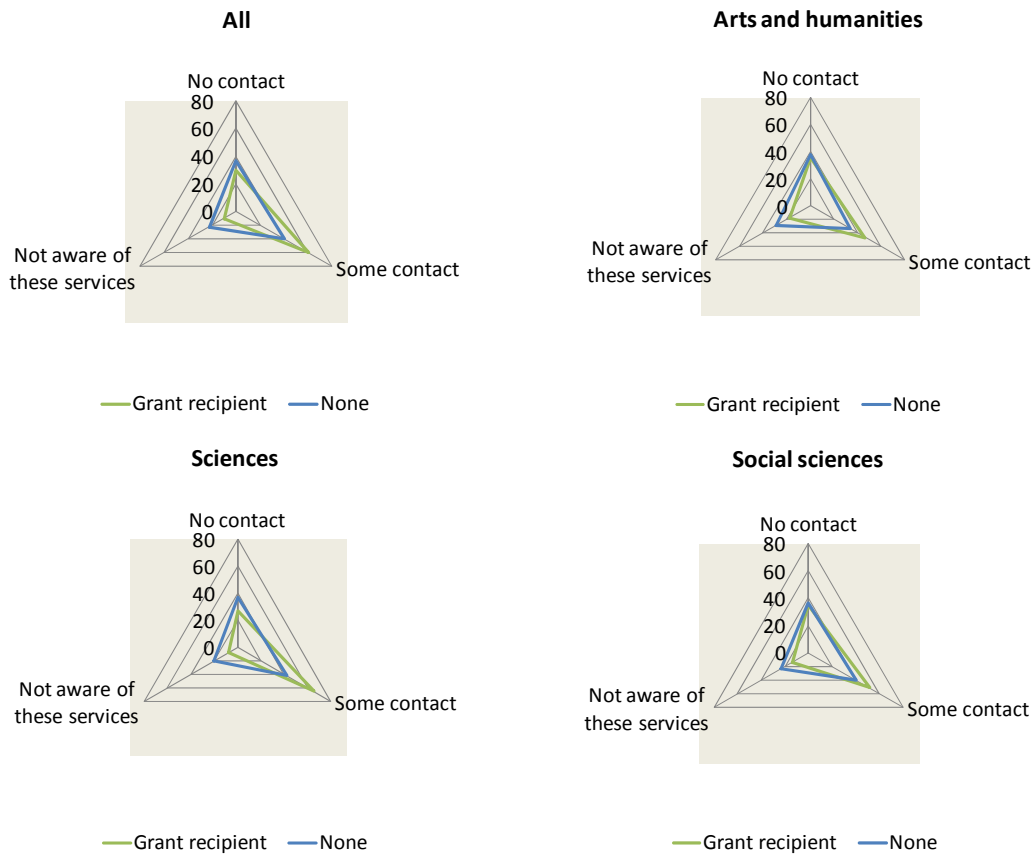 All
No contact
80
60
40
20
0
Not aware of
these services
Some contact
Grant recipient
None
Arts and humanities
No contact
80
60
40
20
0
Not aware of
these services
Some contact
Grant recipient
None
Sciences
No contact
80
60
40
20
0
Not aware of
these services
Some contact
Grant recipient
None
Social sciences
No contact
80
60
40
20
0
Not aware of
these services
Some contact
Grant recipient
None